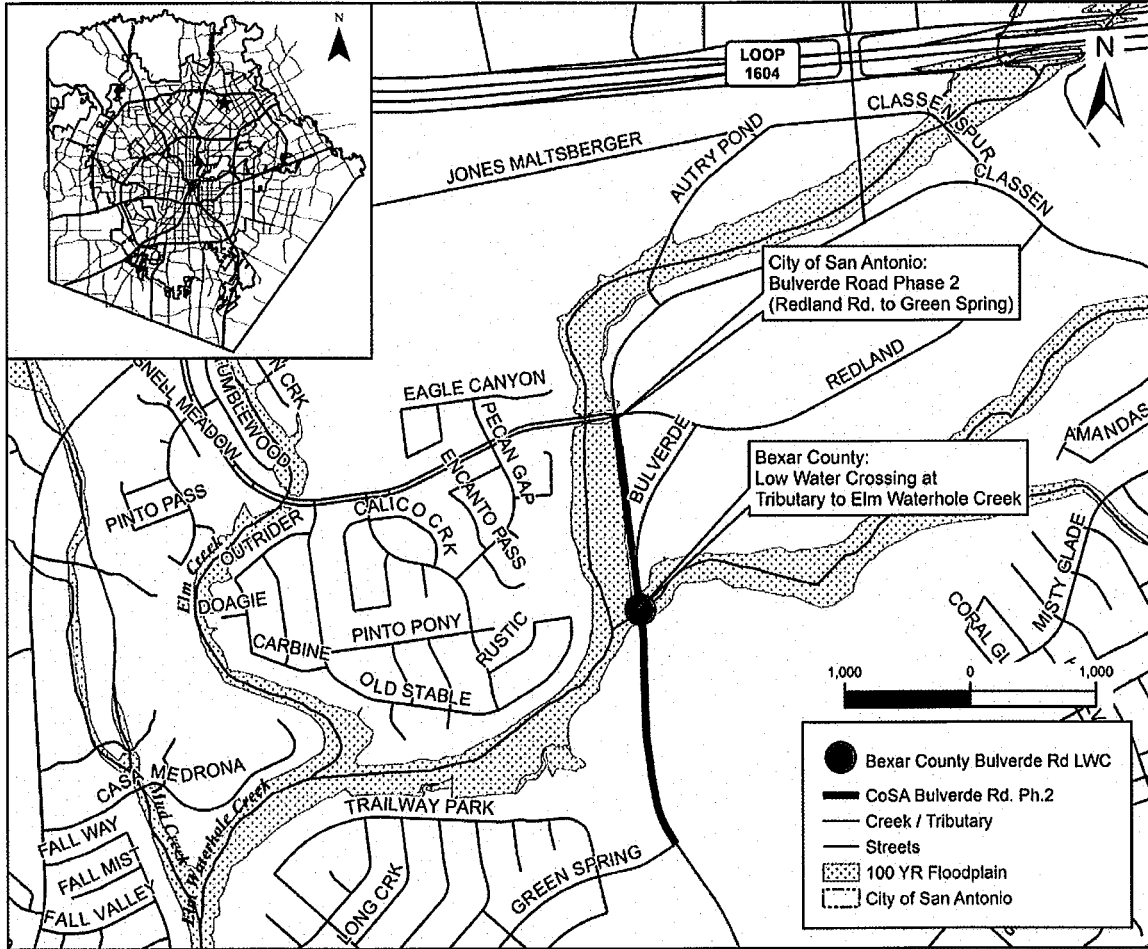 N
N
LOOP
1604
CLASSEN SPUR
JONES MALTSBERGER
AUTRY POND
CLASSEN
City of San Antonio:
Bulverde Road Phase 2
(Redland Rd. to Green Spring)
REDLAND
EAGLE CANYON
GNELL MEADOW
UMBLEWOOD
N CRK
PECAN GAP
BULVERDE
AMANDAS
ENCANTO PASS
Bexar County:
Low Water Crossing at
Tributary to Elm Waterhole Creek
PINTO PASS
CALICO CRK
OUTRIDER
Elm Creek
MISTY GLADE
DOAGIE
CORAL GL
PINTO PONY
RUSTIC
CARBINE
OLD STABLE
1,000 0 1,000
CASA MEDRONA
Mud Creek
Elm Waterhole Creek
TRAILWAY PARK
FALL WAY
FALL MIST
FALL VALLEY
LONG CRK
GREEN SPRING
Bexar County Bulverde Rd LWC
CoSA Bulverde Rd. Ph.2
Creek / Tributary
Streets
100 YR Floodplain
City of San Antonio